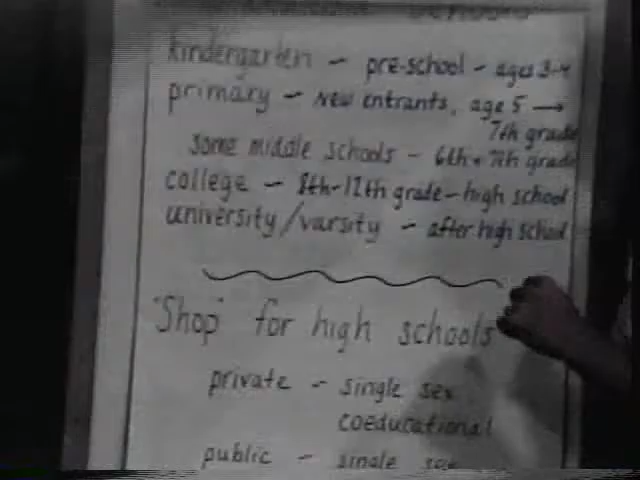 Schools
kindergarten - pre-school - ages 3-4
primary - New entrants, age 5 →
7th grade
some middle schools - 6th + 7th grade
college - 8th-12th grade - high school
university/varsity - after high school
"Shop" for high schools
private - single sex
coeducational
public - single sex